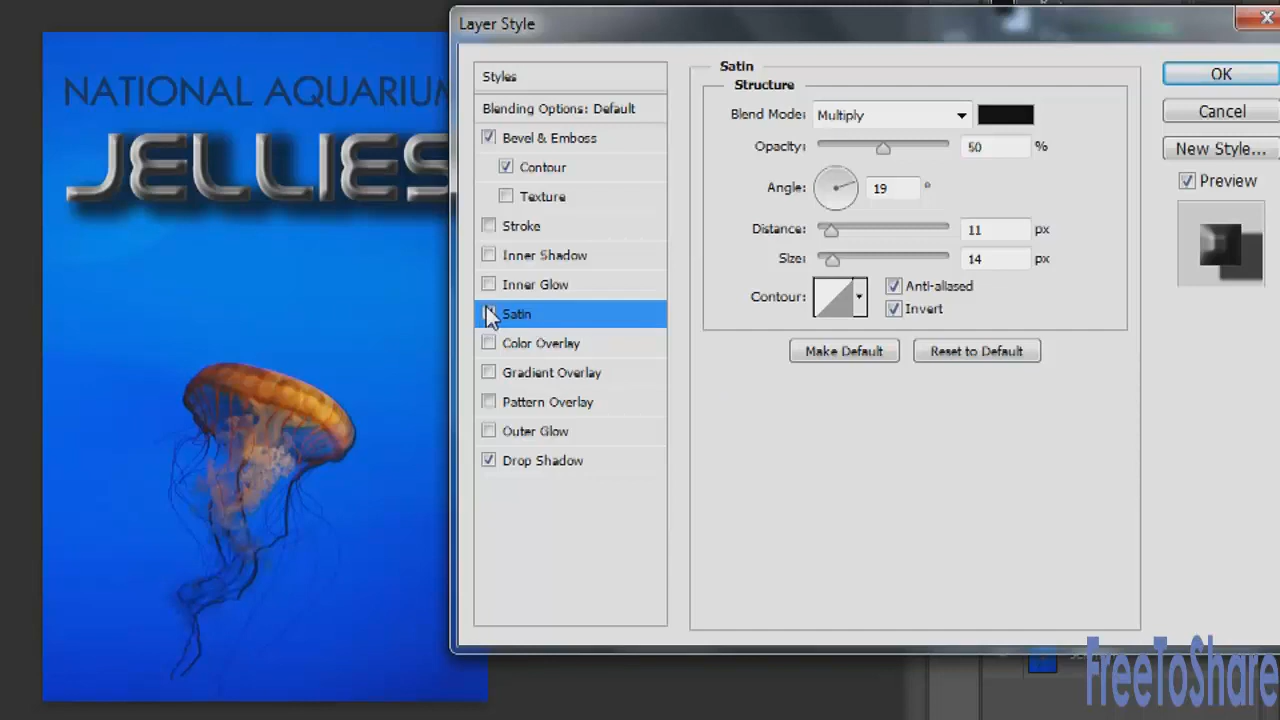 Layer Style
NATIONAL AQUARIUM
JELLIES
Styles
Blending Options: Default
Bevel & Emboss
Contour
Texture
Stroke
Inner Shadow
Inner Glow
Satin
Color Overlay
Gradient Overlay
Pattern Overlay
Outer Glow
Drop Shadow
Satin
Structure
Blend Mode: Multiply
Opacity: 50 %
Angle: 19 °
Distance: 11 px
Size: 14 px
Contour:
Anti-aliased
Invert
Make Default
Reset to Default
OK
Cancel
New Style...
Preview
FreeToShare